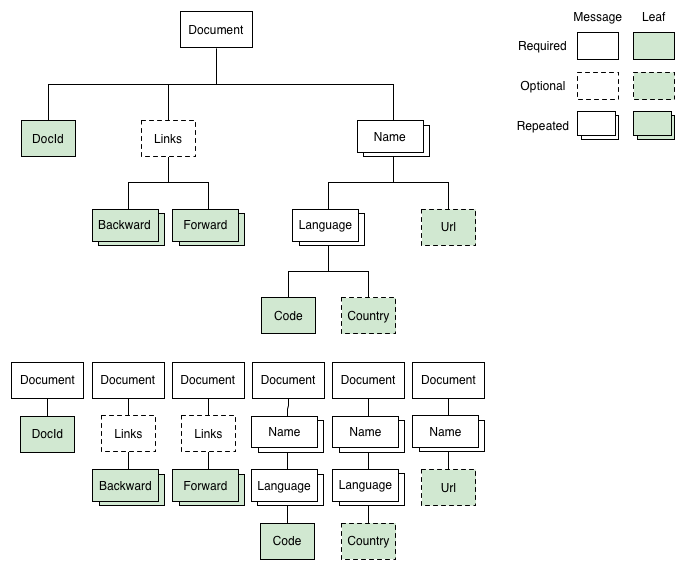 Message Leaf
Document
Required
Optional
Repeated
DocId Links Name
Backward Forward Language Url
Code Country
Document Document Document Document Document Document
DocId Links Links Name Name Name
Backward Forward Language Language Url
Code Country